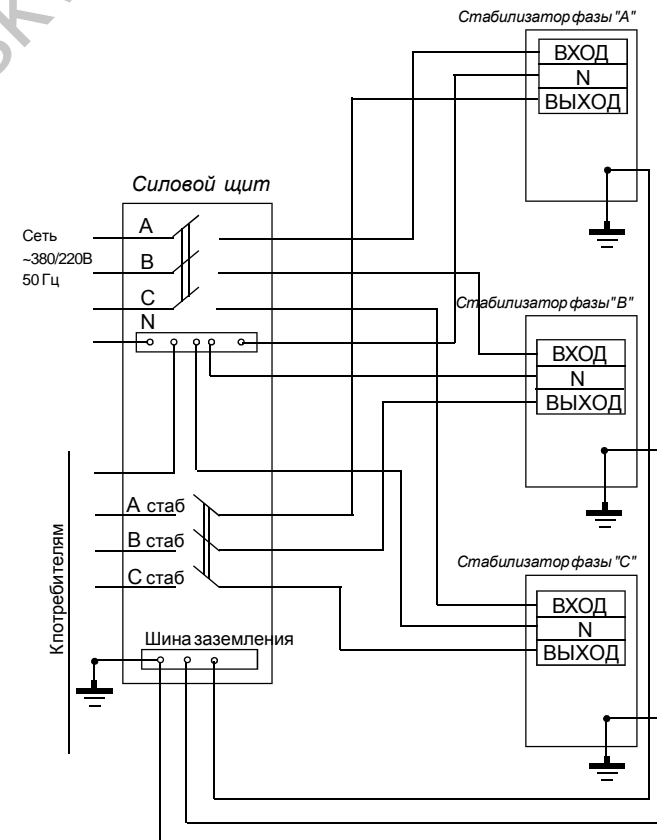 Стабилизатор фазы "А"
ВХОД
N
ВЫХОД
Силовой щит
Сеть
~380/220В
50 Гц
A
B
C
N
Стабилизатор фазы"В"
ВХОД
N
ВЫХОД
А стаб
В стаб
С стаб
Кпотребителям
Стабилизатор фазы "С"
ВХОД
N
ВЫХОД
Шина заземления